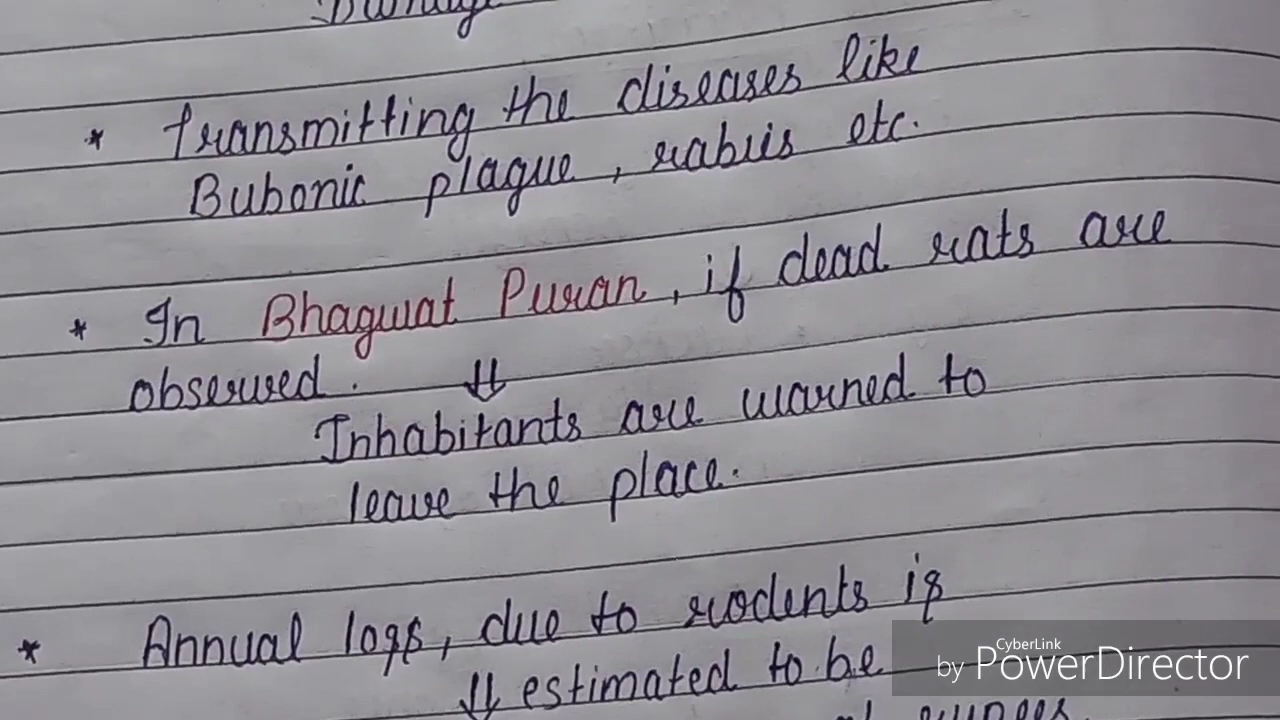 * transmitting the diseases like
Bubonic plague, rabies etc.
* In Bhagwat Puran, if dead rats are
observed. ⇓
Inhabitants are warned to
leave the place.
* Annual loss, due to rodents is
⇓ estimated to be
CyberLink
by PowerDirector